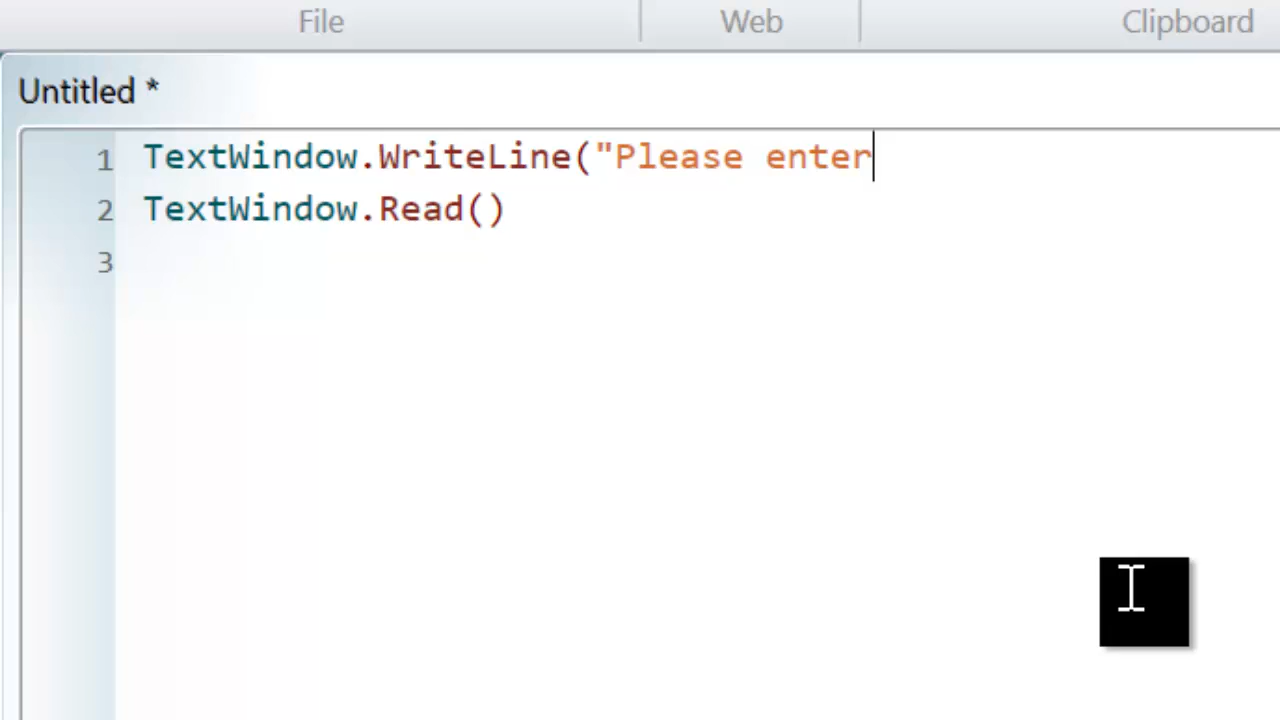 File Web Clipboard
Untitled *
1 TextWindow.WriteLine("Please enter
2 TextWindow.Read()
3